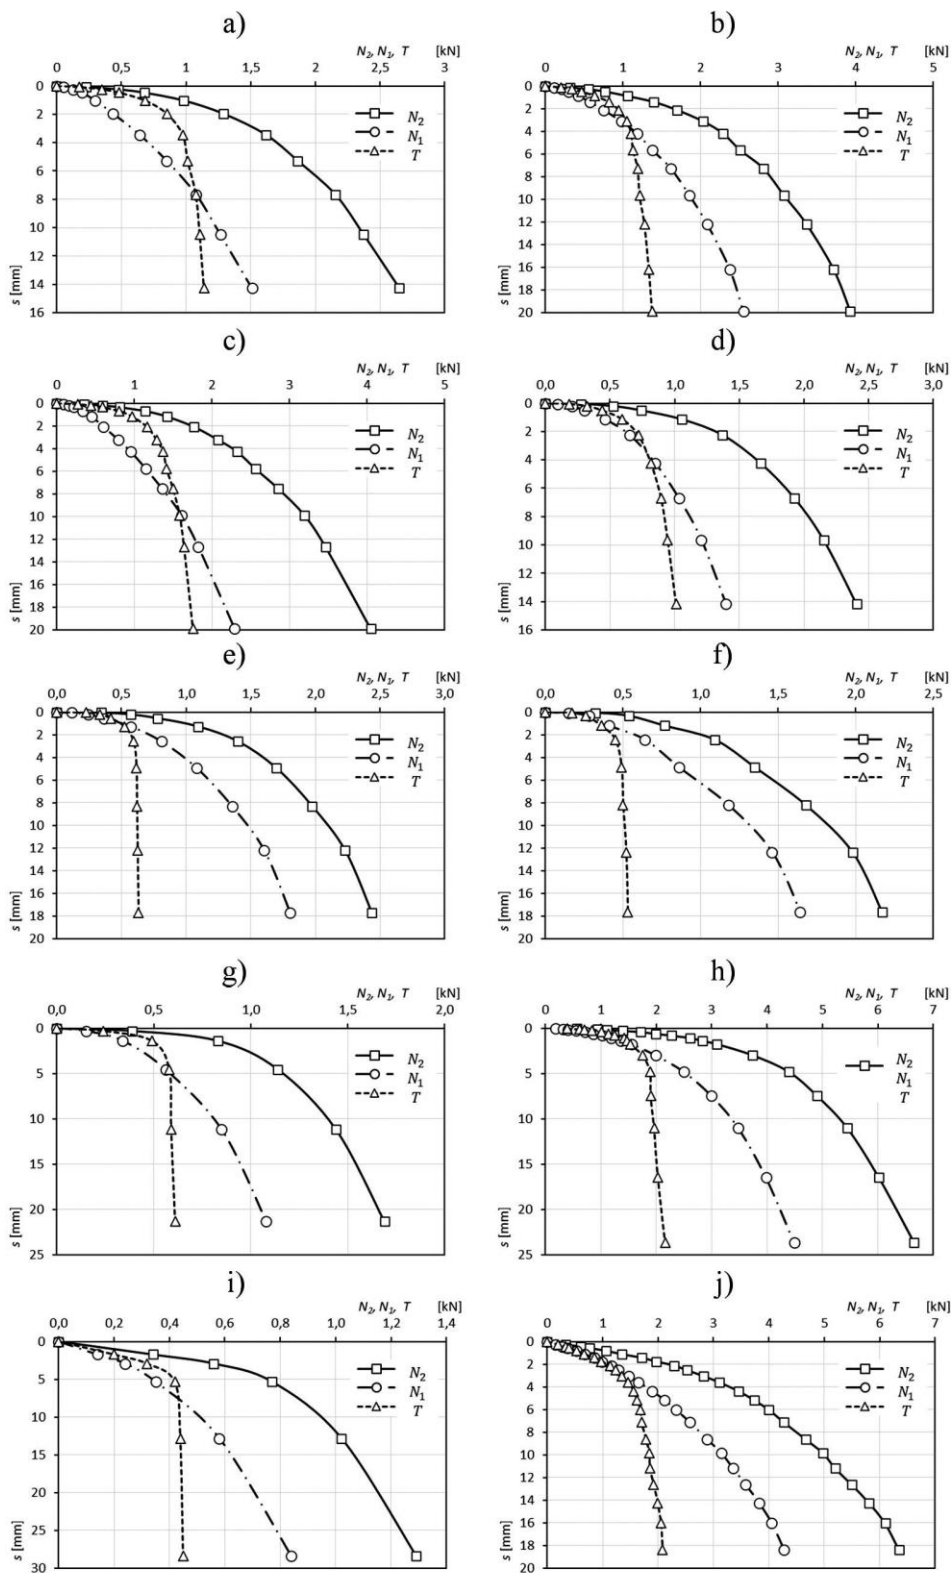 a)
N2, N1, T [kN]
0 0,5 1 1,5 2 2,5 3
0
2
4
6
8
10
12
14
16
s [mm]
N2
N1
T
b)
N2, N1, T [kN]
0 1 2 3 4 5
0
2
4
6
8
10
12
14
16
18
20
s [mm]
N2
N1
T
c)
N2, N1, T [kN]
0 1 2 3 4 5
0
2
4
6
8
10
12
14
16
18
20
s [mm]
N2
N1
T
d)
N2, N1, T [kN]
0,0 0,5 1,0 1,5 2,0 2,5 3,0
0
2
4
6
8
10
12
14
16
s [mm]
N2
N1
T
e)
N2, N1, T [kN]
0,0 0,5 1,0 1,5 2,0 2,5 3,0
0
2
4
6
8
10
12
14
16
18
20
s [mm]
N2
N1
T
f)
N2, N1, T [kN]
0,0 0,5 1,0 1,5 2,0 2,5
0
2
4
6
8
10
12
14
16
18
20
s [mm]
N2
N1
T
g)
N2, N1, T [kN]
0,0 0,5 1,0 1,5 2,0
0
5
10
15
20
25
s [mm]
N2
N1
T
h)
N2, N1, T [kN]
0 1 2 3 4 5 6 7
0
5
10
15
20
25
s [mm]
N2
N1
T
i)
N2, N1, T [kN]
0,0 0,2 0,4 0,6 0,8 1,0 1,2 1,4
0
5
10
15
20
25
30
s [mm]
N2
N1
T
j)
N2, N1, T [kN]
0 1 2 3 4 5 6 7
0
2
4
6
8
10
12
14
16
18
20
s [mm]
N2
N1
T